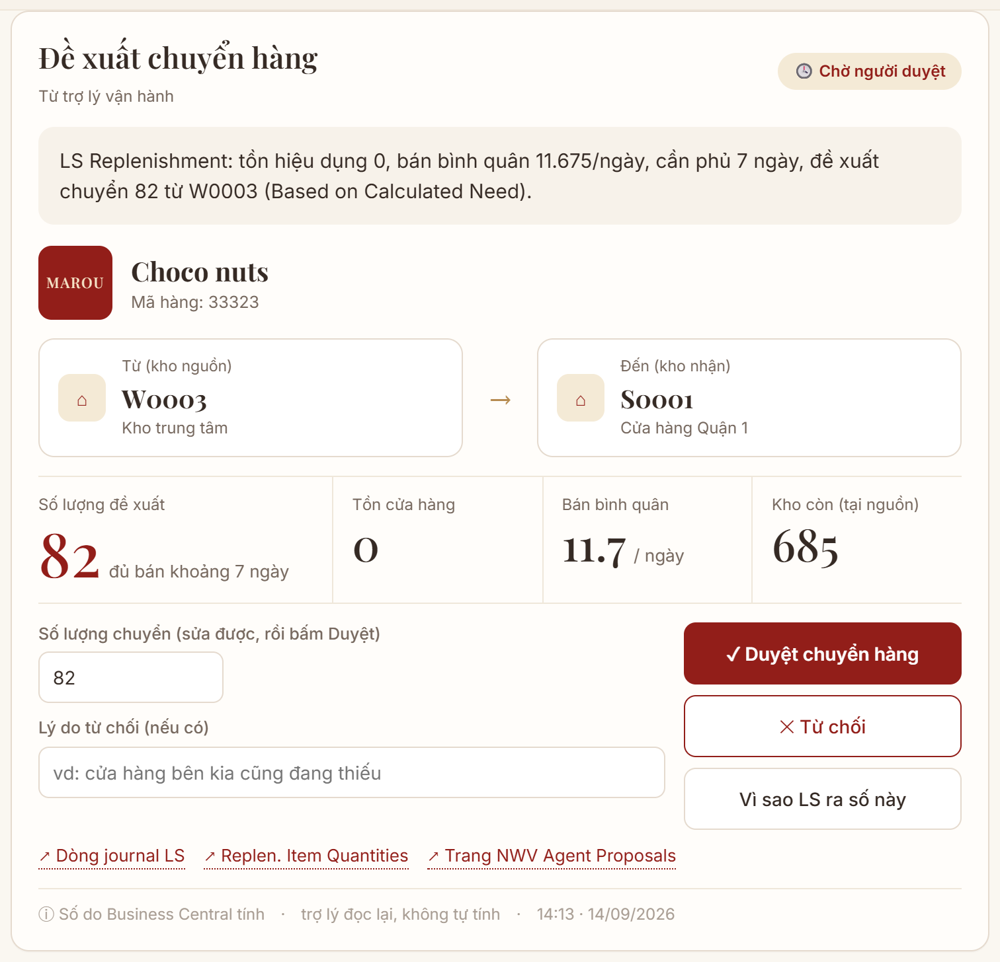 Đề xuất chuyển hàng
Từ trợ lý vận hành
Chờ người duyệt
LS Replenishment: tồn hiệu dụng 0, bán bình quân 11.675/ngày, cần phủ 7 ngày, đề xuất
chuyển 82 từ W0003 (Based on Calculated Need).
MAROU
Choco nuts
Mã hàng: 33323
Từ (kho nguồn)
W0003
Kho trung tâm
→
Đến (kho nhận)
S0001
Cửa hàng Quận 1
Số lượng đề xuất
82 đủ bán khoảng 7 ngày
Tồn cửa hàng
0
Bán bình quân
11.7 / ngày
Kho còn (tại nguồn)
685
Số lượng chuyển (sửa được, rồi bấm Duyệt)
82
Lý do từ chối (nếu có)
vd: cửa hàng bên kia cũng đang thiếu
✓ Duyệt chuyển hàng
✕ Từ chối
Vì sao LS ra số này
↗ Dòng journal LS ↗ Replen. Item Quantities ↗ Trang NWV Agent Proposals
ⓘ Số do Business Central tính · trợ lý đọc lại, không tự tính · 14:13 · 14/09/2026